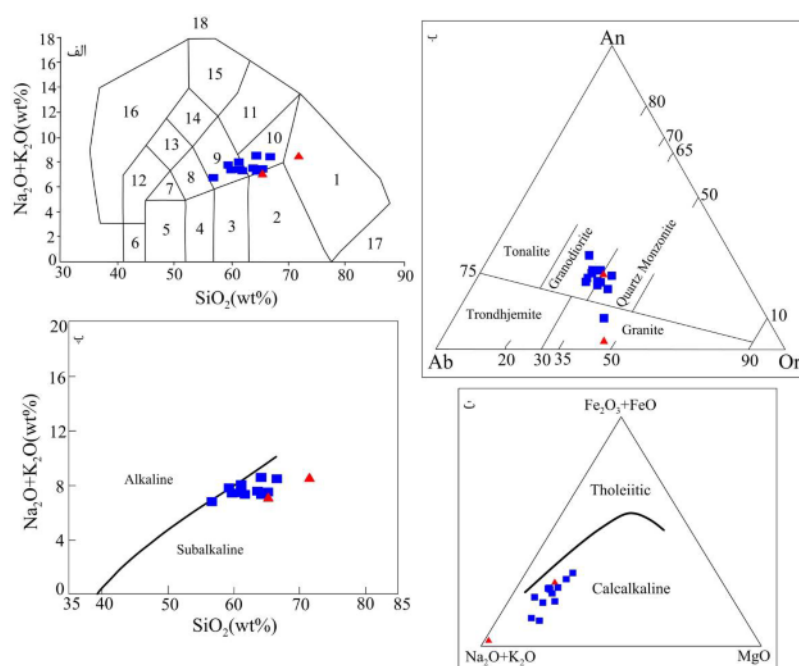 الف
Na₂O+K₂O(wt%)
18
16
14
12
10
8
6
4
2
0
30 40 50 60 70 80 90
SiO₂(wt%)
18
15
16
11
14
10
13
9
1
8
12
7
2
6 5 4 3
17
An
80
70
65
50
Tonalite
Granodiorite
Quartz Monzonite
75
10
Trondhjemite
Granite
Ab 20 30 35 50 90 Or
Na₂O+K₂O(wt%)
20
16
12
8
4
0
Alkaline
Subalkaline
35 40 50 60 70 85
SiO₂(wt%)
Fe₂O₃+FeO
Tholeiitic
Calcalkaline
Na₂O+K₂O MgO